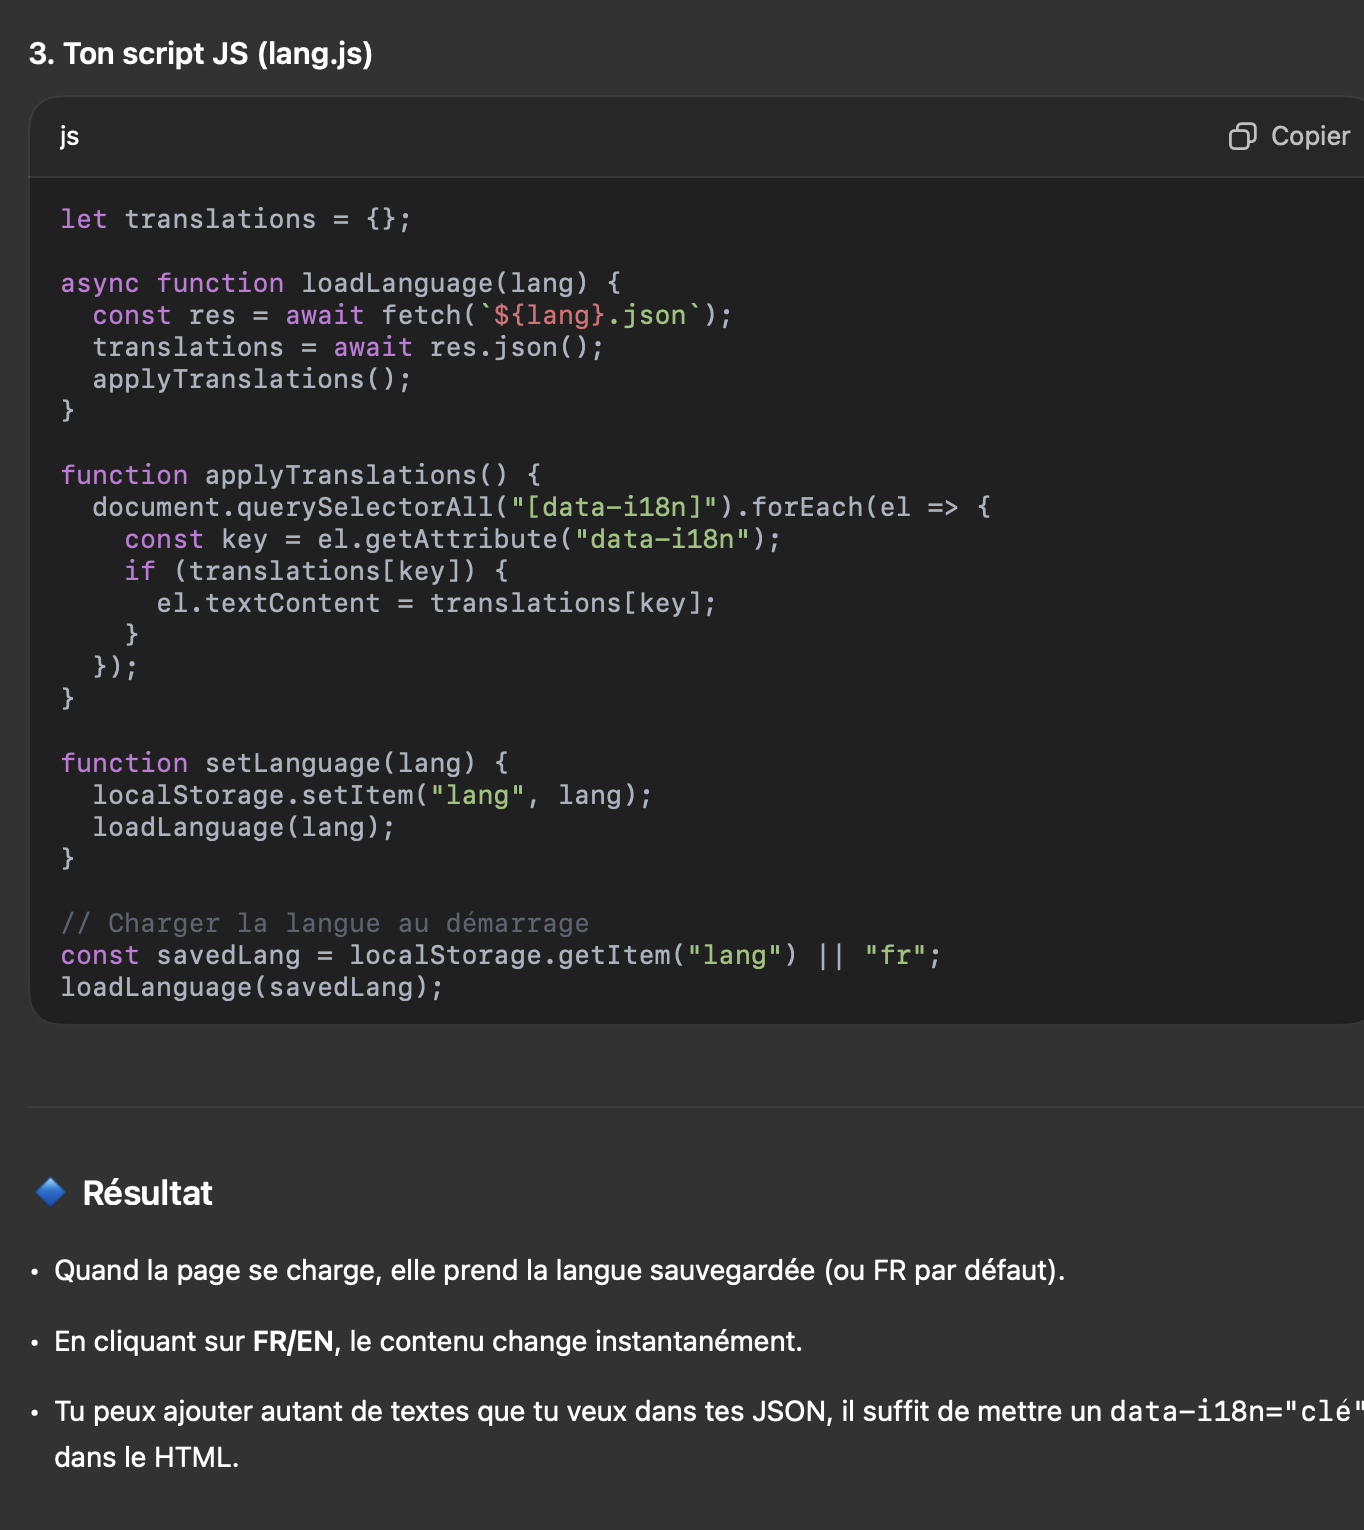 3. Ton script JS (lang.js)
js
Copier
let translations = {};
async function loadLanguage(lang) {
  const res = await fetch(`${lang}.json`);
  translations = await res.json();
  applyTranslations();
}
function applyTranslations() {
  document.querySelectorAll("[data-i18n]").forEach(el => {
    const key = el.getAttribute("data-i18n");
    if (translations[key]) {
      el.textContent = translations[key];
    }
  });
}
function setLanguage(lang) {
  localStorage.setItem("lang", lang);
  loadLanguage(lang);
}
// Charger la langue au démarrage
const savedLang = localStorage.getItem("lang") || "fr";
loadLanguage(savedLang);
Résultat
• Quand la page se charge, elle prend la langue sauvegardée (ou FR par défaut).
• En cliquant sur FR/EN, le contenu change instantanément.
• Tu peux ajouter autant de textes que tu veux dans tes JSON, il suffit de mettre un data-i18n="clé"
dans le HTML.